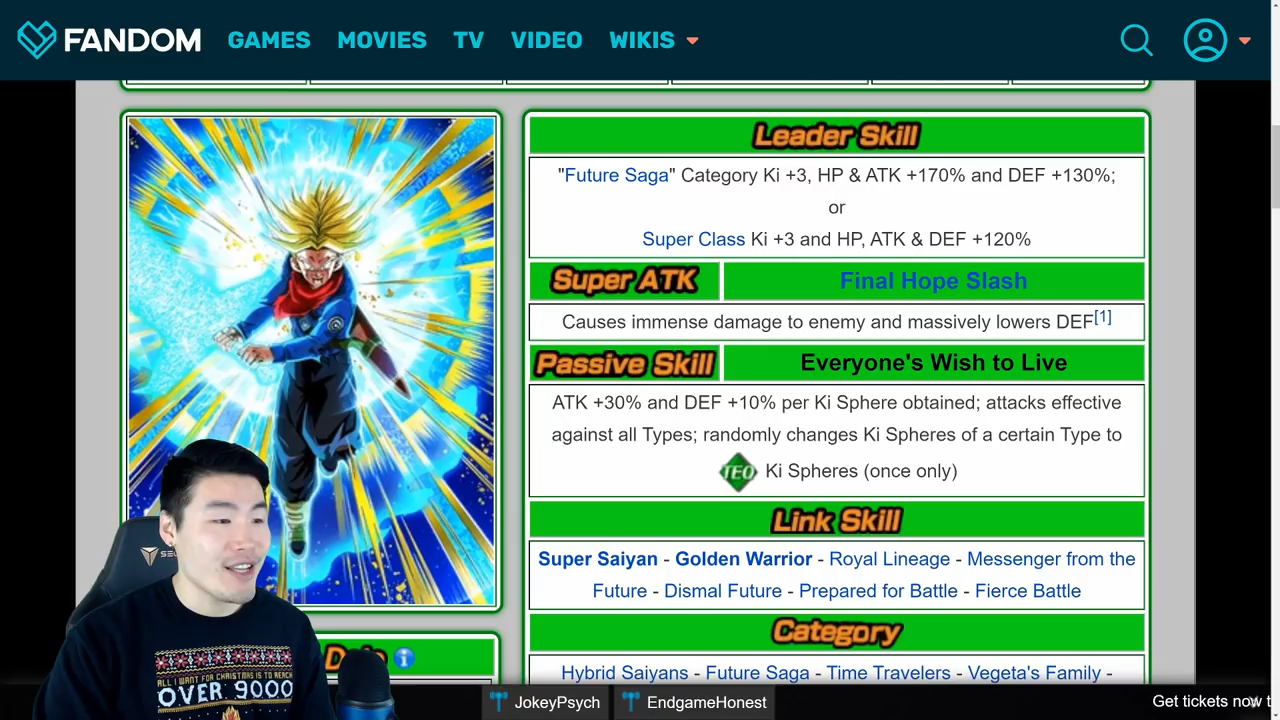 FANDOM GAMES MOVIES TV VIDEO WIKIS
Leader Skill
"Future Saga" Category Ki +3, HP & ATK +170% and DEF +130%;
or
Super Class Ki +3 and HP, ATK & DEF +120%
Super ATK Final Hope Slash
Causes immense damage to enemy and massively lowers DEF[1]
Passive Skill Everyone's Wish to Live
ATK +30% and DEF +10% per Ki Sphere obtained; attacks effective
against all Types; randomly changes Ki Spheres of a certain Type to
TEQ Ki Spheres (once only)
Link Skill
Super Saiyan - Golden Warrior - Royal Lineage - Messenger from the
Future - Dismal Future - Prepared for Battle - Fierce Battle
Category
Hybrid Saiyans - Future Saga - Time Travelers - Vegeta's Family -
ALL I WANT FOR CHRISTMAS IS TO REACH
OVER 9000
JokeyPsych EndgameHonest
Get tickets now t